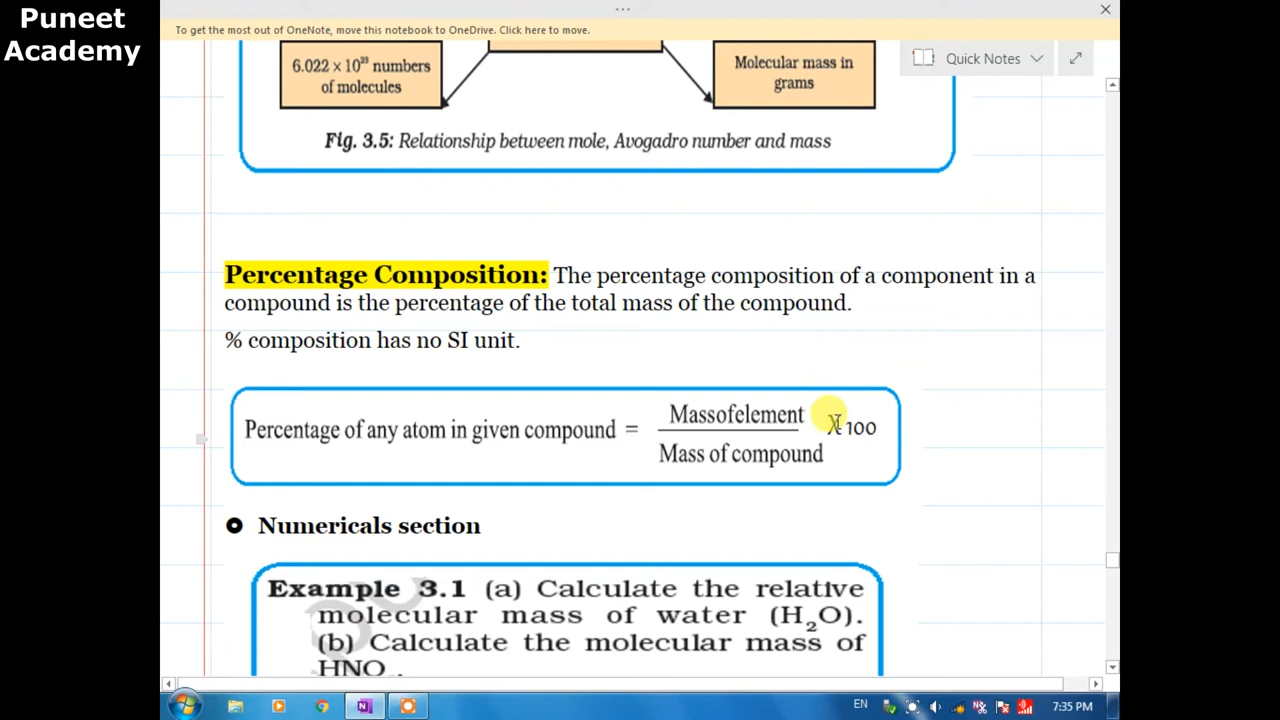 Puneet
Academy
To get the most out of OneNote, move this notebook to OneDrive. Click here to move.
Quick Notes
6.022 × 10²³ numbers
of molecules
Molecular mass in
grams
Fig. 3.5: Relationship between mole, Avogadro number and mass
Percentage Composition: The percentage composition of a component in a
compound is the percentage of the total mass of the compound.
% composition has no SI unit.
Percentage of any atom in given compound = Massofelement / Mass of compound X 100
Numericals section
Example 3.1 (a) Calculate the relative
molecular mass of water (H₂O).
(b) Calculate the molecular mass of
HNO
EN
7:35 PM